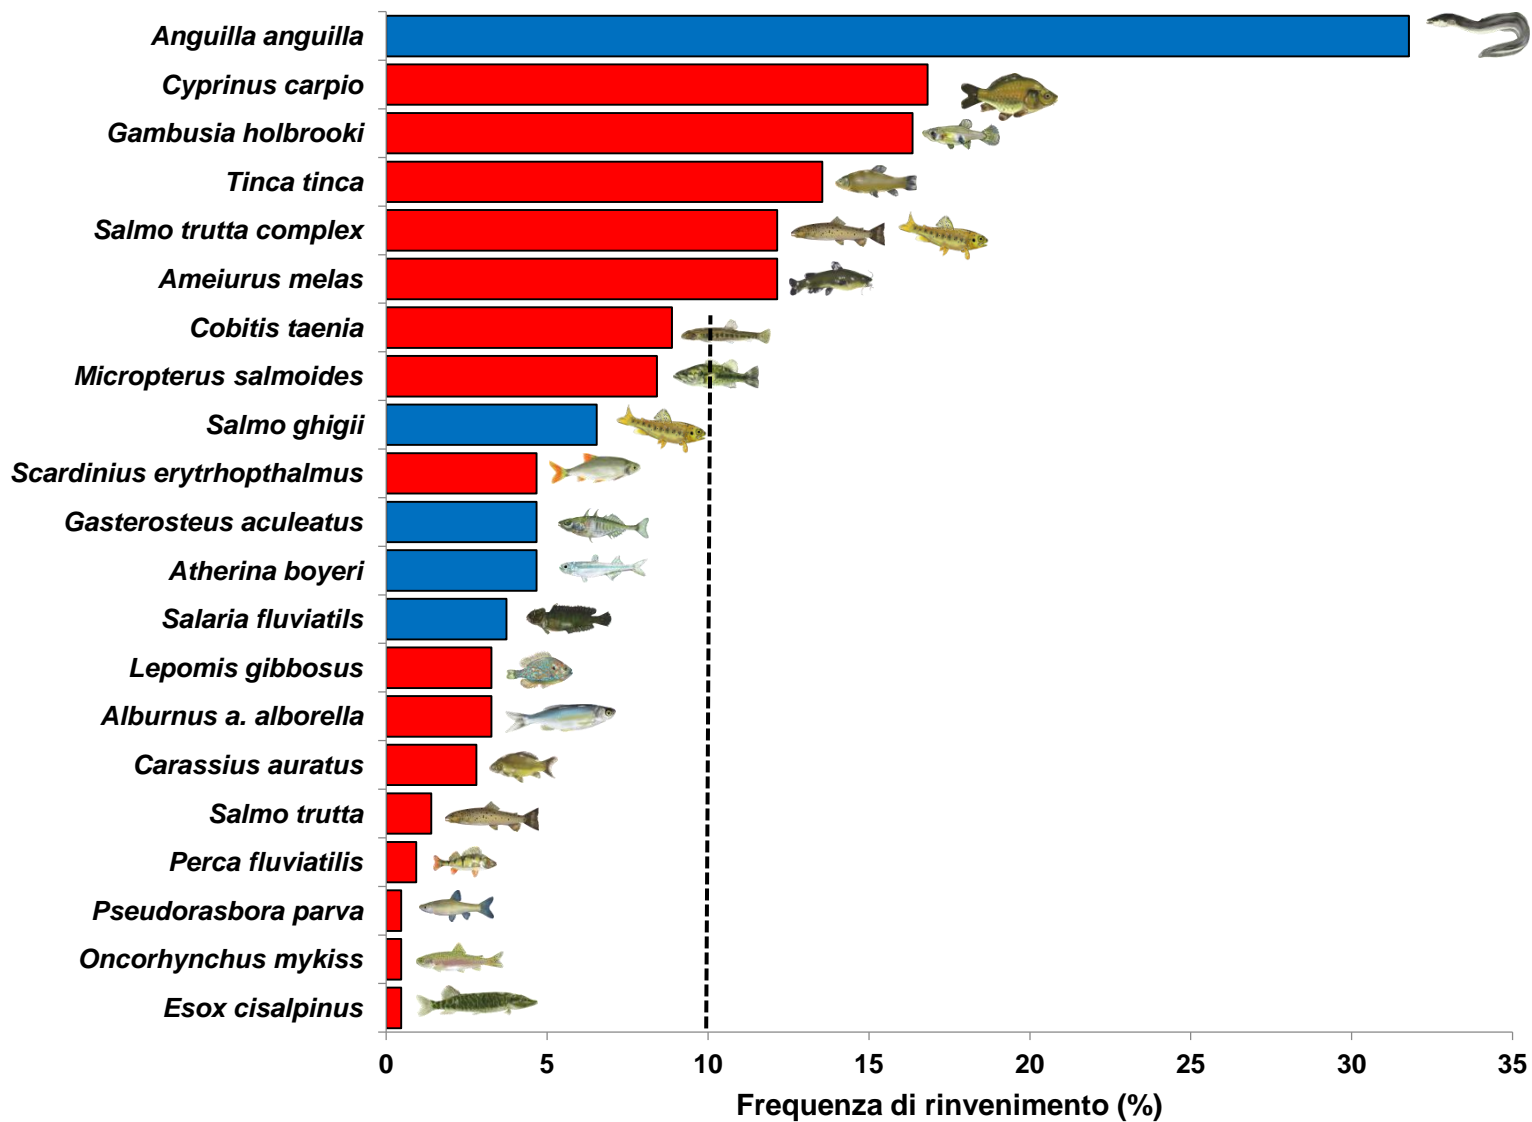 Anguilla anguilla
Cyprinus carpio
Gambusia holbrooki
Tinca tinca
Salmo trutta complex
Ameiurus melas
Cobitis taenia
Micropterus salmoides
Salmo ghigii
Scardinius erytrhopthalmus
Gasterosteus aculeatus
Atherina boyeri
Salaria fluviatils
Lepomis gibbosus
Alburnus a. alborella
Carassius auratus
Salmo trutta
Perca fluviatilis
Pseudorasbora parva
Oncorhynchus mykiss
Esox cisalpinus
0 5 10 15 20 25 30 35
Frequenza di rinvenimento (%)